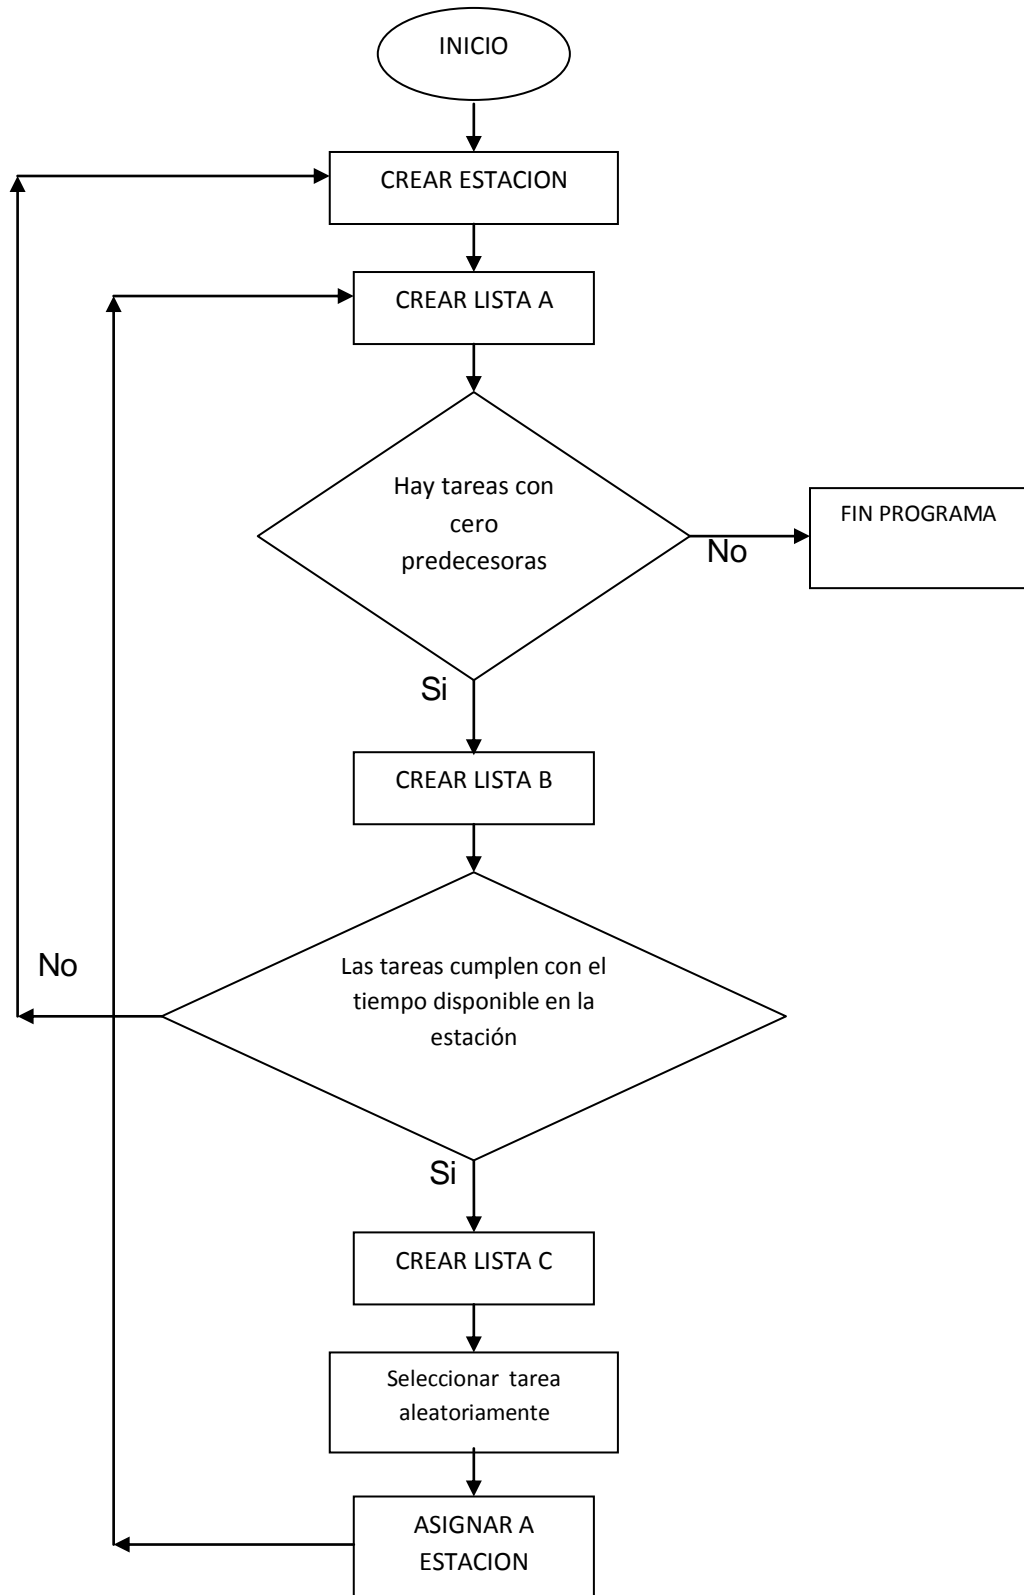 INICIO
CREAR ESTACION
CREAR LISTA A
Hay tareas con
cero
predecesoras
No
FIN PROGRAMA
Si
CREAR LISTA B
No
Las tareas cumplen con el
tiempo disponible en la
estación
Si
CREAR LISTA C
Seleccionar tarea
aleatoriamente
ASIGNAR A
ESTACION